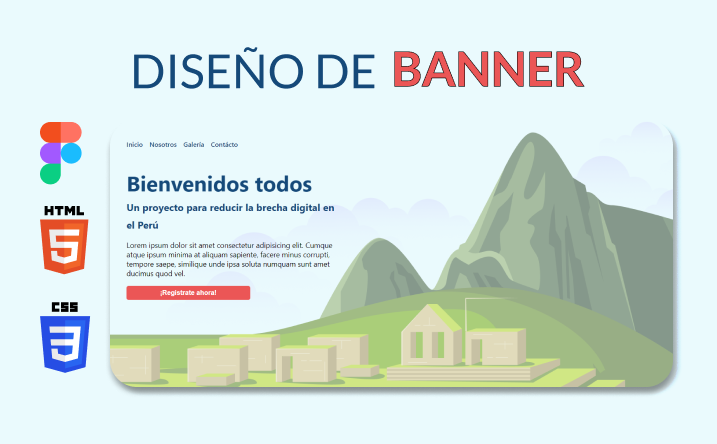 DISEÑO DE BANNER
Inicio Nosotros Galería Contácto
Bienvenidos todos
Un proyecto para reducir la brecha digital en
el Perú
Lorem ipsum dolor sit amet consectetur adipisicing elit. Cumque
atque ipsum minima at aliquam sapiente, facere minus corrupti,
tempore saepe, similique unde ipsa soluta numquam sunt amet
ducimus quod vel.
¡Registrate ahora!
HTML
5
CSS
3